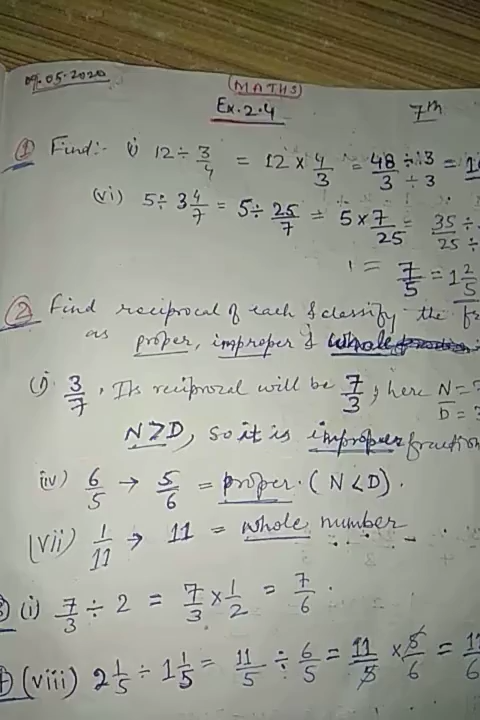 09.05.2020
MATHS
Ex. 2.4
7th
① Find:- (i) 12 ÷ 3/4 = 12 × 4/3 = 48/3 ÷3/÷3 =
(vi) 5 ÷ 3 4/7 = 5 ÷ 25/7 = 5 × 7/25 = 35/25 ÷
= 7/5 = 1 2/5
② Find reciprocal of each & classify the
as proper, improper & whole
(i) 3/7, Its reciprocal will be 7/3, here N =
D = 3
N>D, so it is improper fraction
(iv) 6/5 → 5/6 = proper. (N<D).
(vii) 1/11 → 11 = whole number
(i) 7/3 ÷ 2 = 7/3 × 1/2 = 7/6.
(viii) 2 1/5 ÷ 1 1/5 = 11/5 ÷ 6/5 = 11/5 × 5/6 =